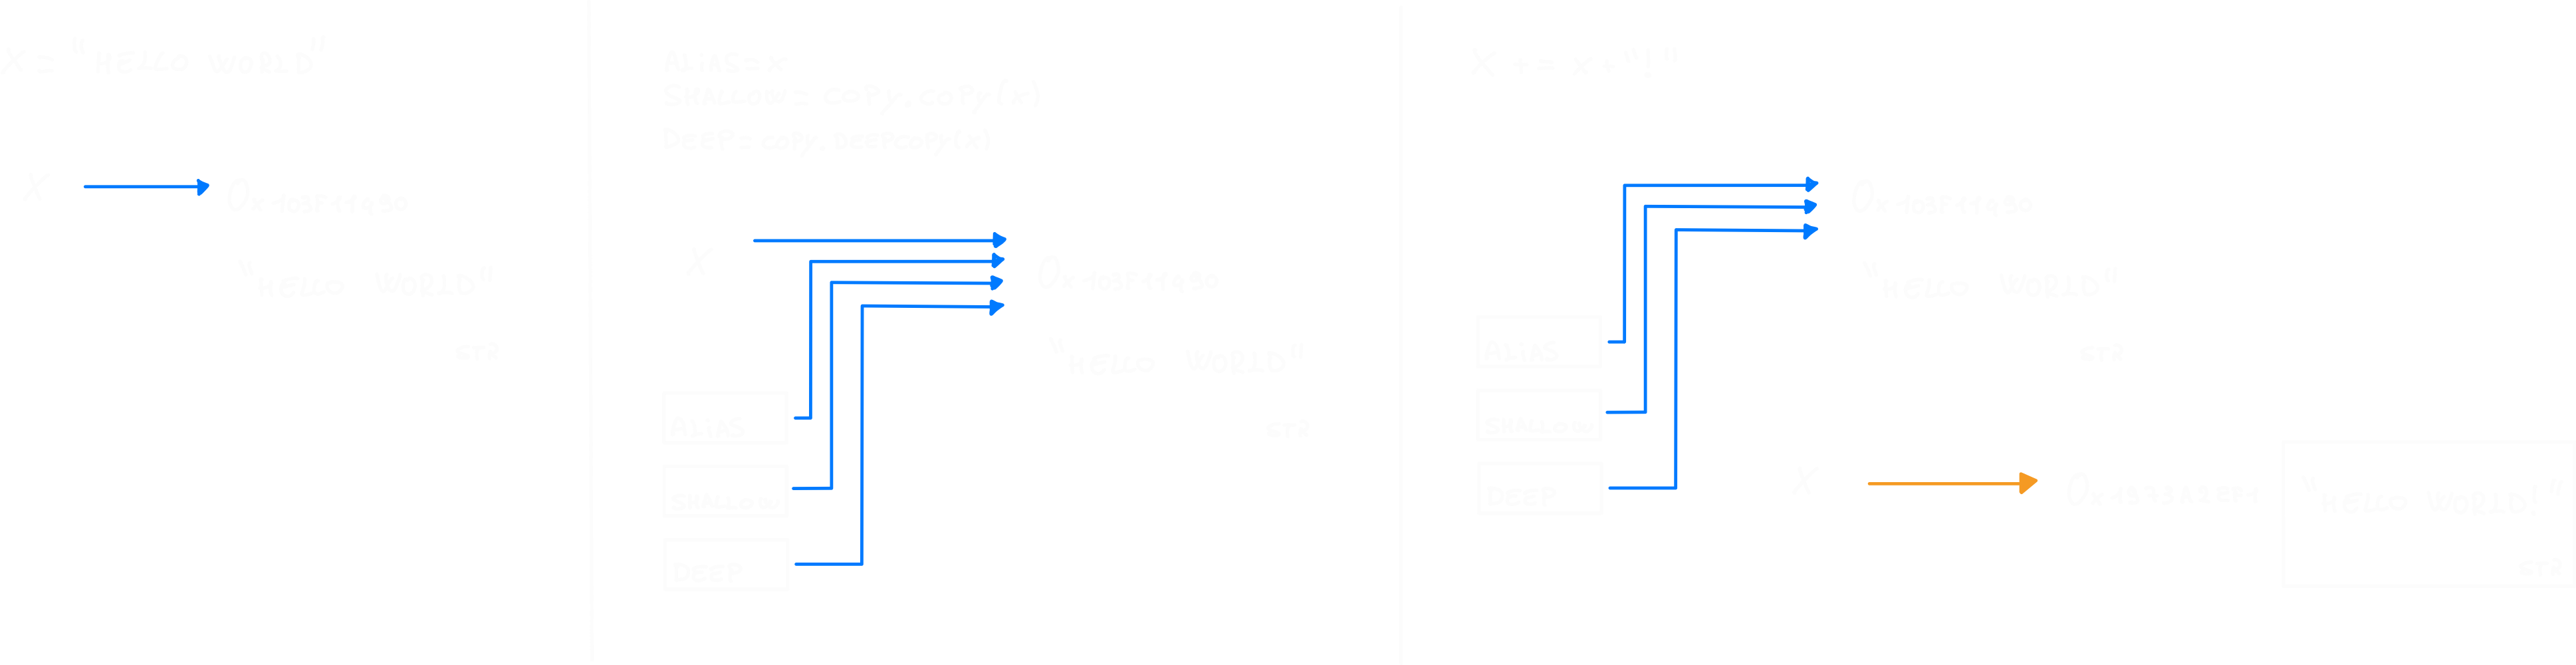 X = "HELLO WORLD"
X
0x103F11930
"HELLO WORLD"
STR
ALiAS = x
SHALLOW = COPY.COPY(x)
DEEP = COPY.DEEPCOPY(x)
X
0x103F11930
"HELLO WORLD"
STR
ALiAS
SHALLOW
DEEP
X += x+"!"
0x103F11930
"HELLO WORLD"
STR
ALiAS
SHALLOW
DEEP
X
"HELLO WORLD!"
STR